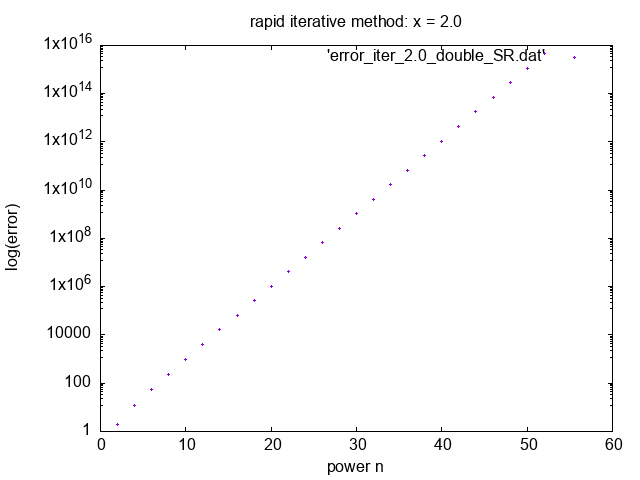 rapid iterative method: x = 2.0
'error_iter_2.0_double_SR.dat'
1x10^16
1x10^14
1x10^12
1x10^10
1x10^8
1x10^6
10000
100
1
log(error)
0 10 20 30 40 50 60
power n